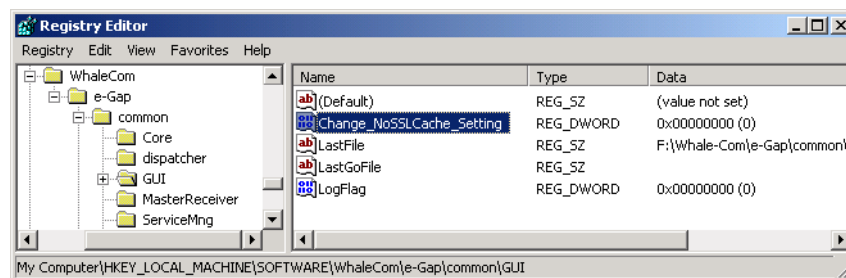 Registry Editor
Registry Edit View Favorites Help
WhaleCom
e-Gap
common
Core
dispatcher
GUI
MasterReceiver
ServiceMng
Name Type Data
(Default) REG_SZ (value not set)
Change_NoSSLCache_Setting REG_DWORD 0x00000000 (0)
LastFile REG_SZ F:\Whale-Com\e-Gap\common\
LastGoFile REG_SZ
LogFlag REG_DWORD 0x00000000 (0)
My Computer\HKEY_LOCAL_MACHINE\SOFTWARE\WhaleCom\e-Gap\common\GUI